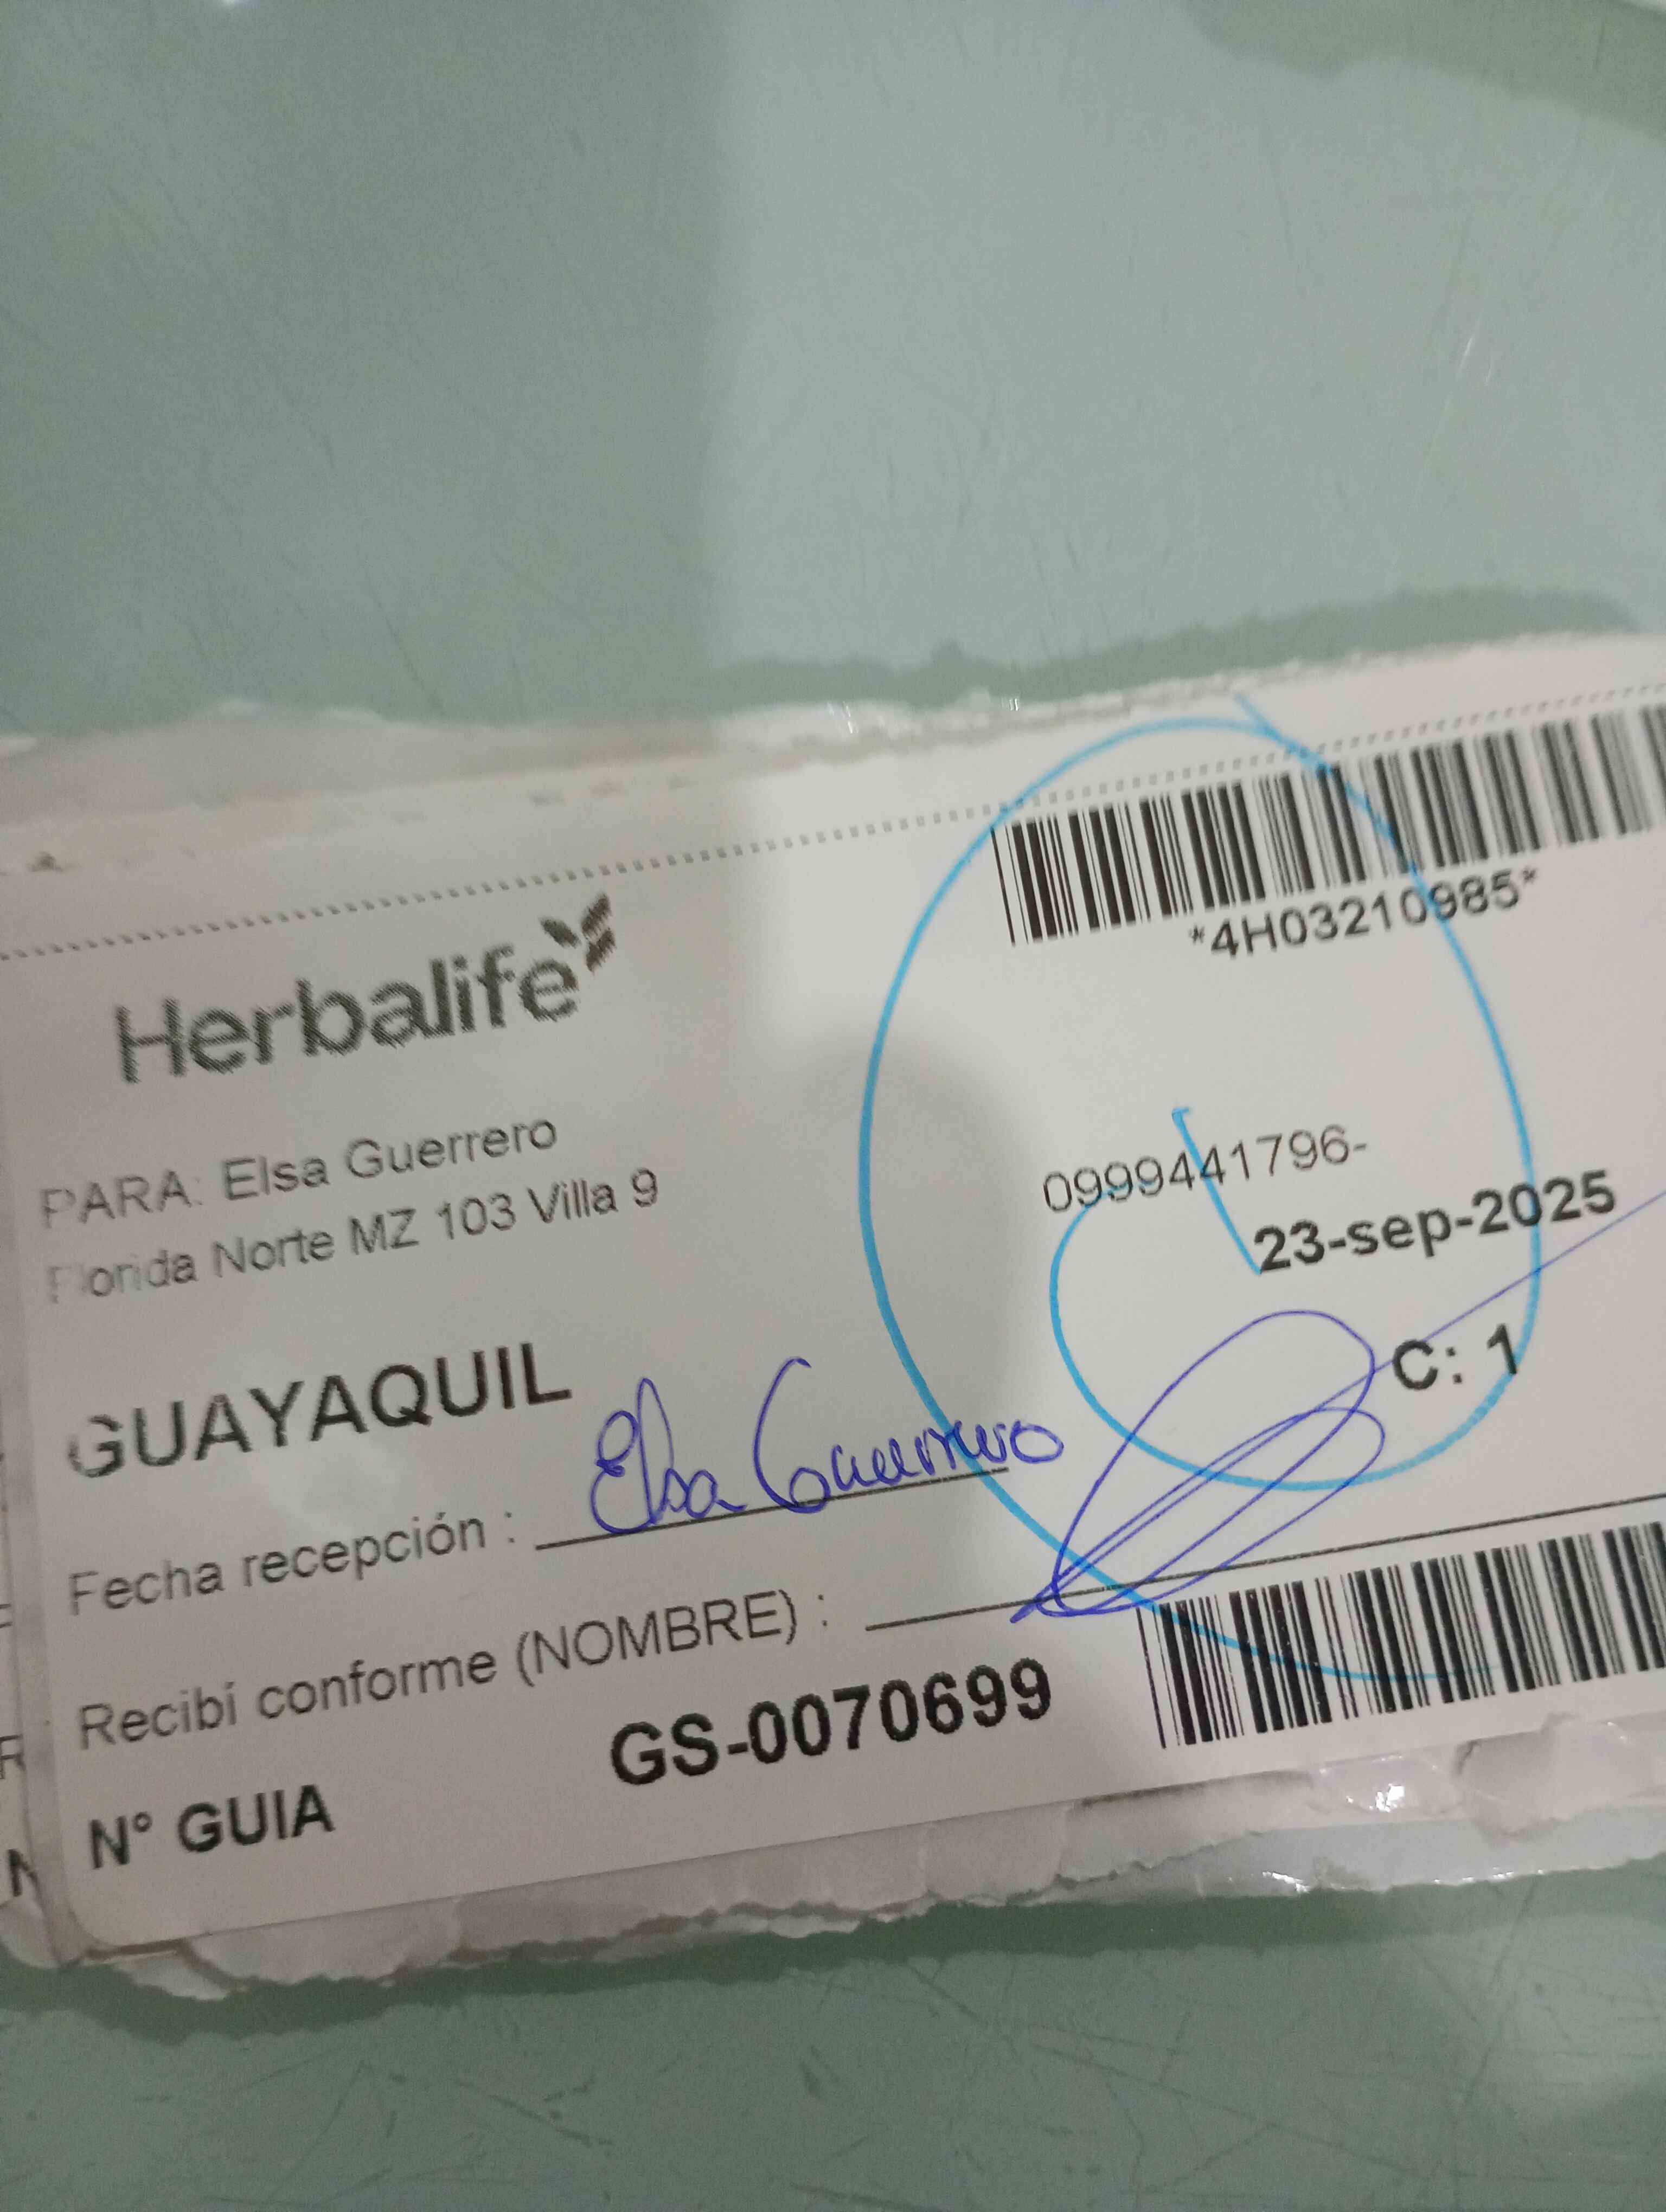 *4H03210985*
Herbalife
PARA: Elsa Guerrero
0999441796-
Florida Norte MZ 103 Villa 9
23-sep-2025
GUAYAQUIL
C: 1
Fecha recepción : Elsa Guerrero
Recibí conforme (NOMBRE) :
N° GUIA GS-0070699